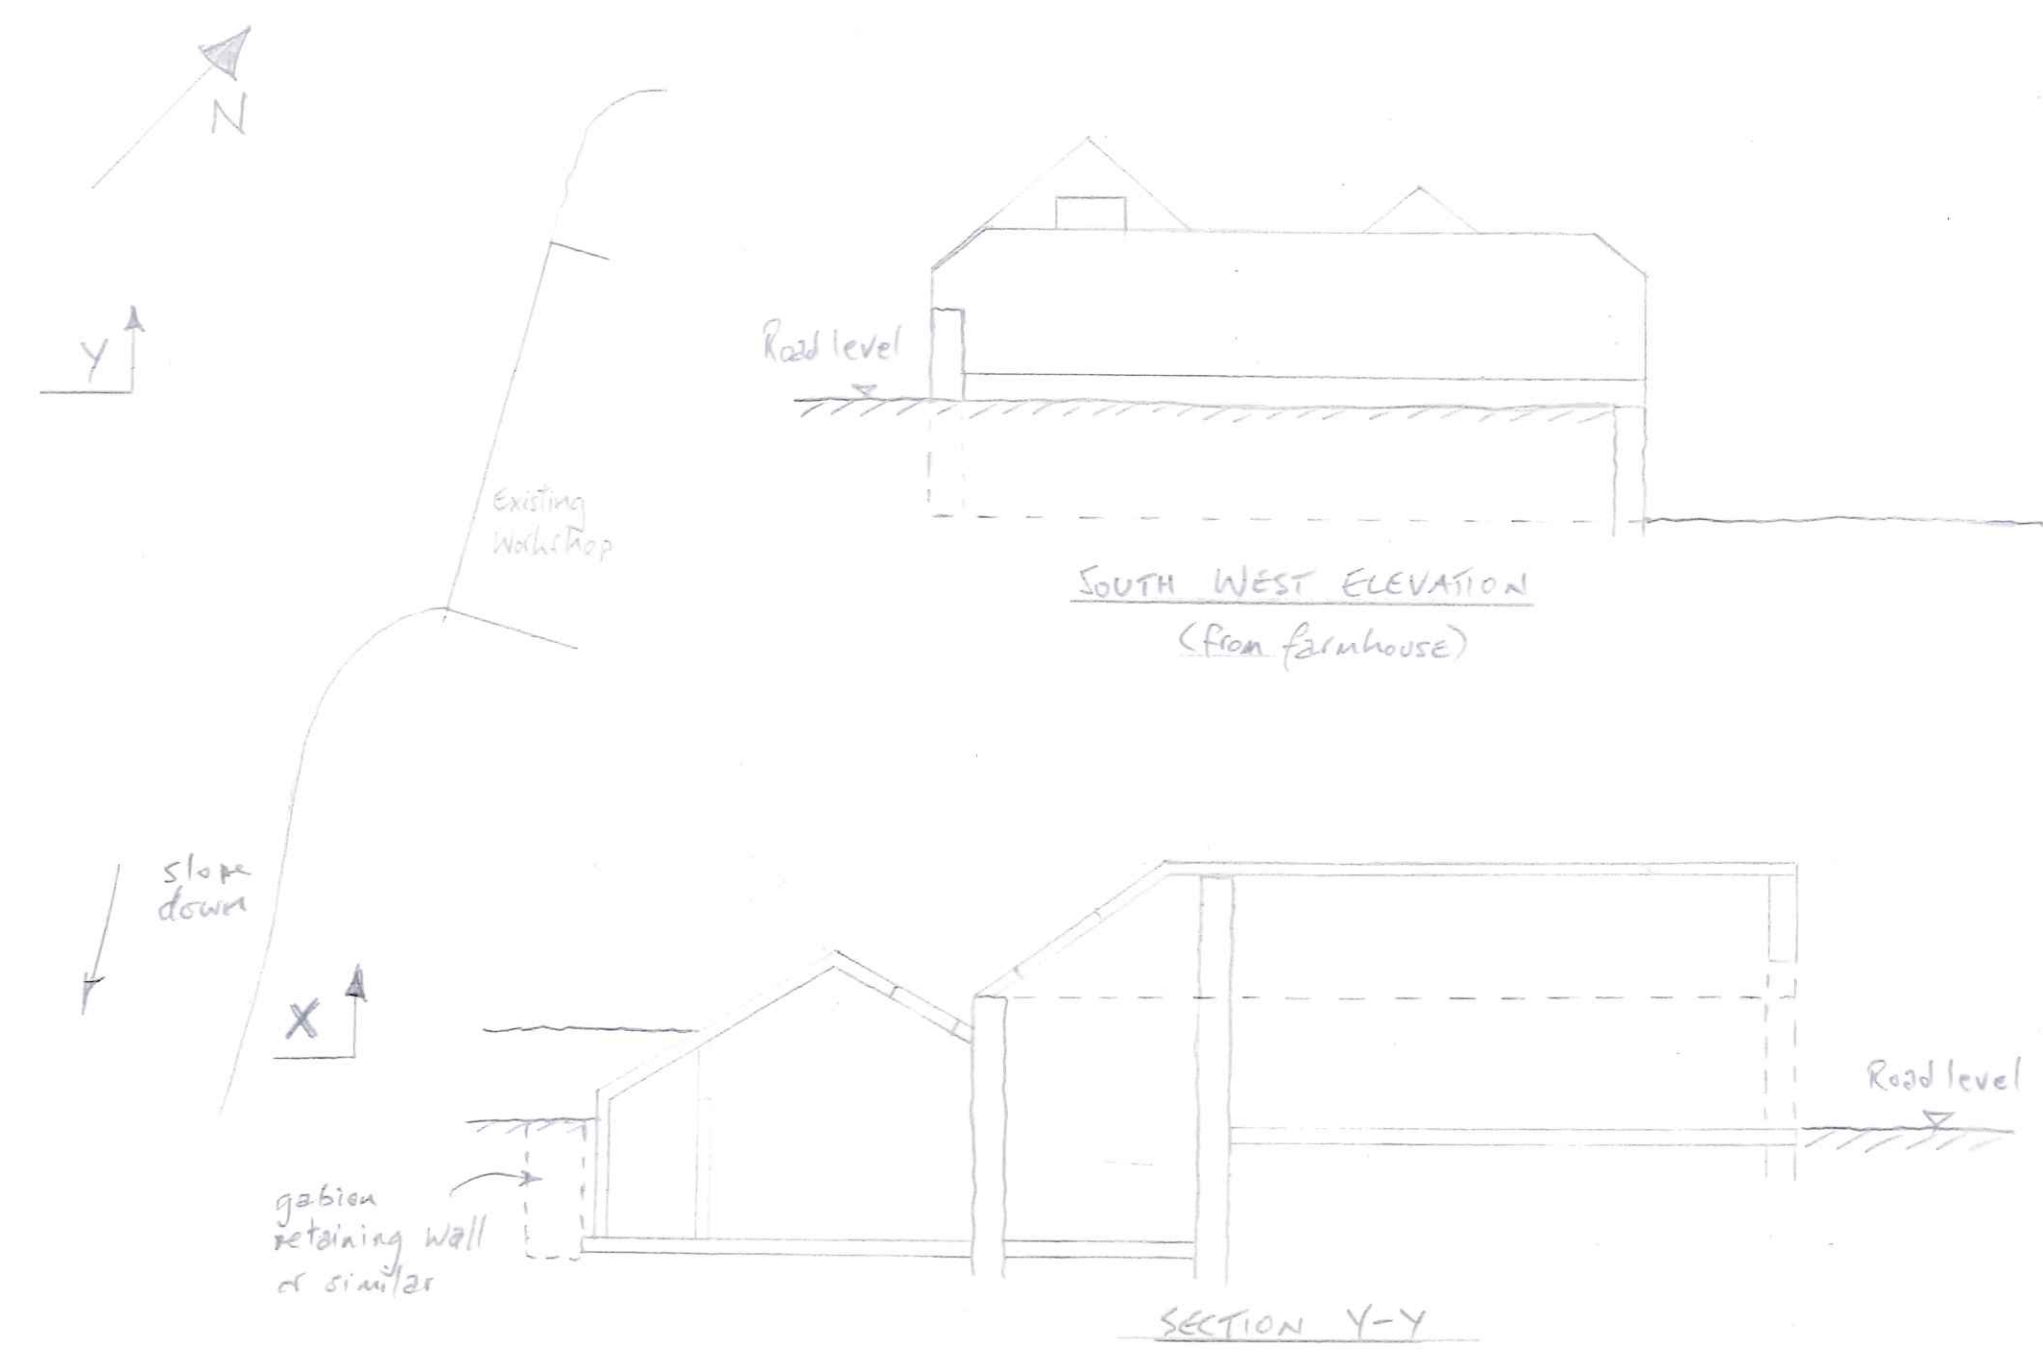 N
Y
Existing
Workshop
slope
down
X
Road level
SOUTH WEST ELEVATION
(from farmhouse)
Road level
gabion
retaining wall
or similar
SECTION Y-Y